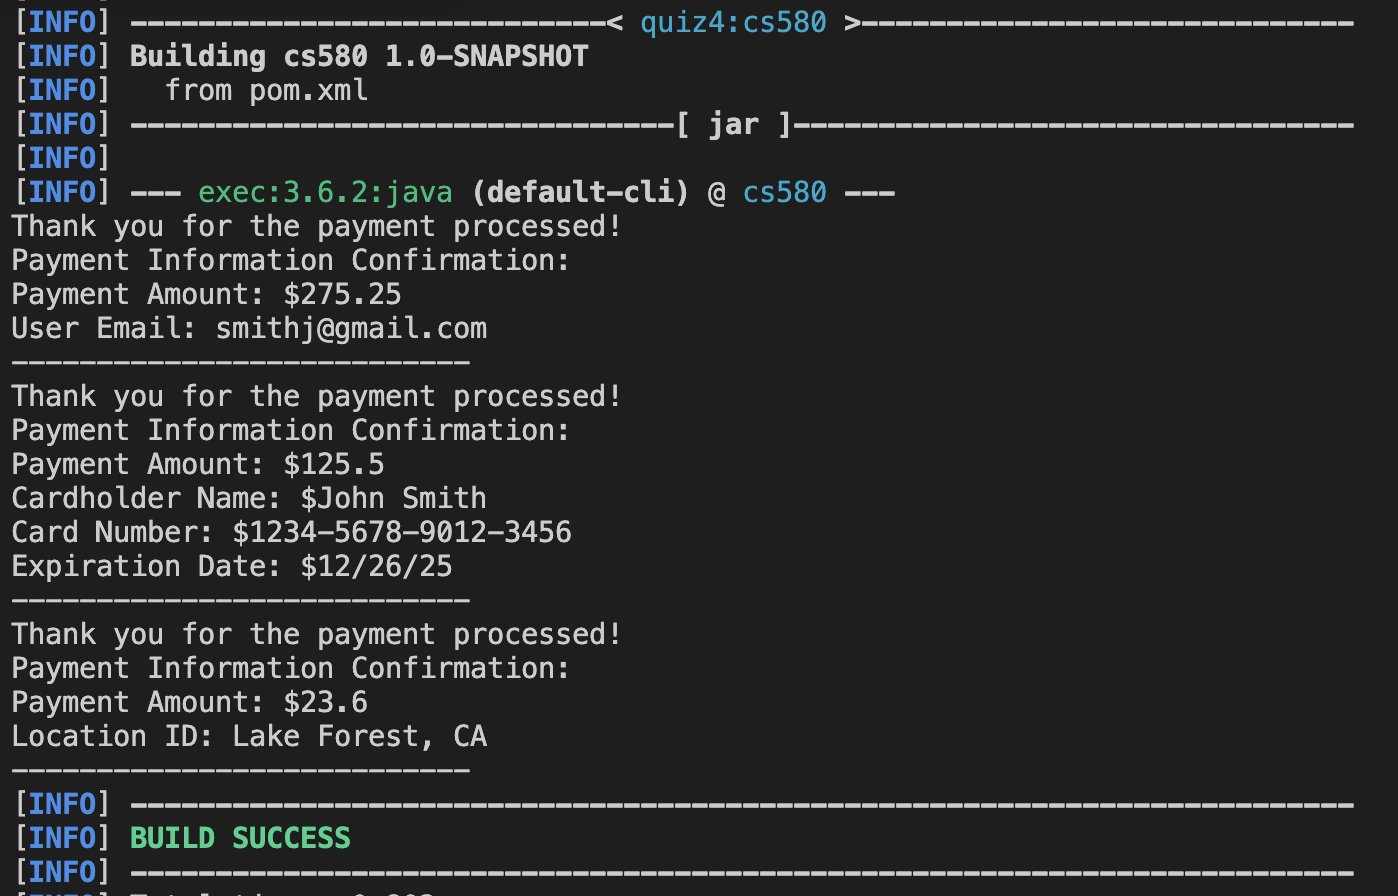 [INFO] ----------------------------< quiz4:cs580 >-----------------------------
[INFO] Building cs580 1.0-SNAPSHOT
[INFO]   from pom.xml
[INFO] --------------------------------[ jar ]---------------------------------
[INFO]
[INFO] --- exec:3.6.2:java (default-cli) @ cs580 ---
Thank you for the payment processed!
Payment Information Confirmation:
Payment Amount: $275.25
User Email: smithj@gmail.com
---------------------------
Thank you for the payment processed!
Payment Information Confirmation:
Payment Amount: $125.5
Cardholder Name: $John Smith
Card Number: $1234-5678-9012-3456
Expiration Date: $12/26/25
---------------------------
Thank you for the payment processed!
Payment Information Confirmation:
Payment Amount: $23.6
Location ID: Lake Forest, CA
---------------------------
[INFO] ------------------------------------------------------------------------
[INFO] BUILD SUCCESS
[INFO] ------------------------------------------------------------------------